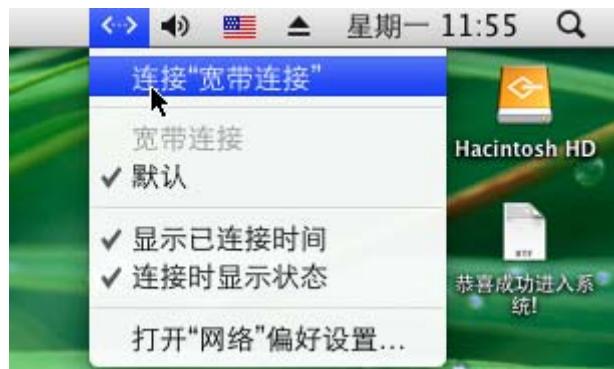 星期一 11:55
连接“宽带连接”
宽带连接
默认
显示已连接时间
连接时显示状态
打开“网络”偏好设置...
Hacintosh HD
恭喜成功进入系
统!